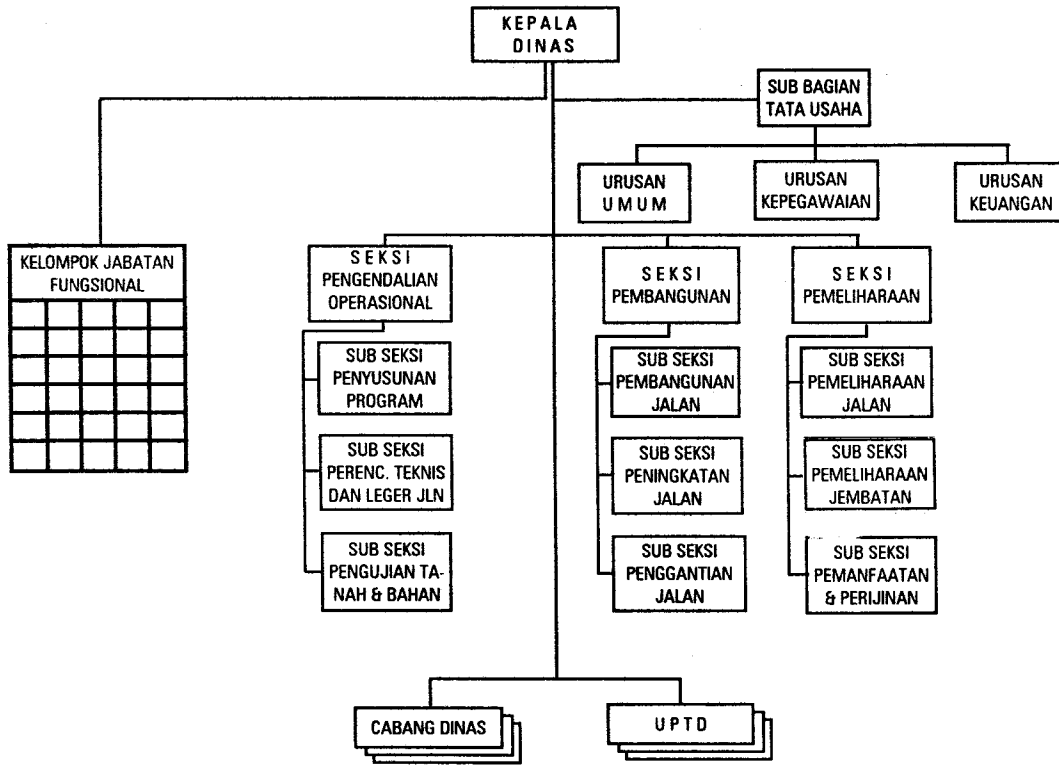 KEPALA
DINAS
SUB BAGIAN
TATA USAHA
URUSAN
UMUM
URUSAN
KEPEGAWAIAN
URUSAN
KEUANGAN
KELOMPOK JABATAN
FUNGSIONAL
SEKSI
PENGENDALIAN
OPERASIONAL
SEKSI
PEMBANGUNAN
SEKSI
PEMELIHARAAN
SUB SEKSI
PENYUSUNAN
PROGRAM
SUB SEKSI
PERENC. TEKNIS
DAN LEGER JLN
SUB SEKSI
PENGUJIAN TA-
NAH & BAHAN
SUB SEKSI
PEMBANGUNAN
JALAN
SUB SEKSI
PENINGKATAN
JALAN
SUB SEKSI
PENGGANTIAN
JALAN
SUB SEKSI
PEMELIHARAAN
JALAN
SUB SEKSI
PEMELIHARAAN
JEMBATAN
SUB SEKSI
PEMANFAATAN
& PERIJINAN
CABANG DINAS
UPTD